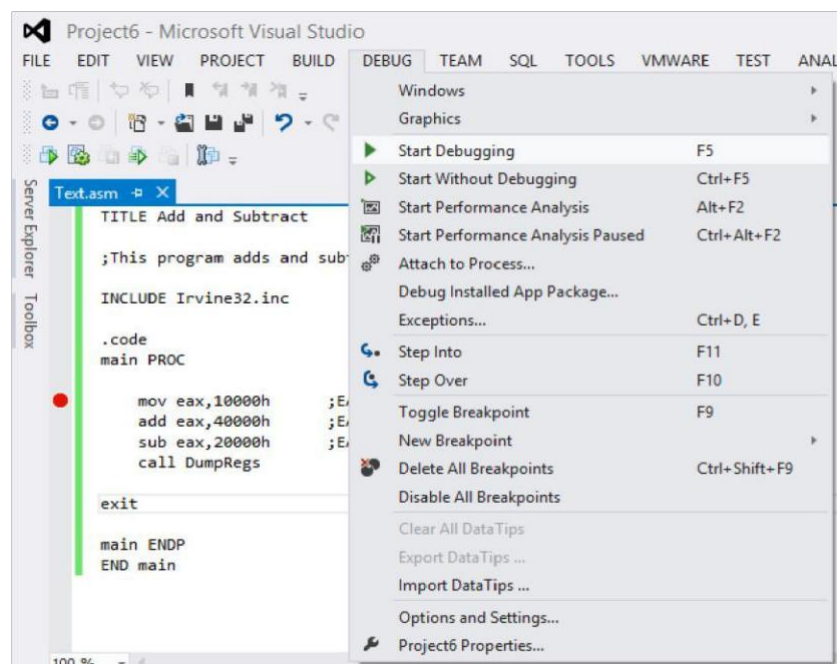 Project6 - Microsoft Visual Studio
FILE EDIT VIEW PROJECT BUILD DEBUG TEAM SQL TOOLS VMWARE TEST
Windows
Graphics
Start Debugging F5
Start Without Debugging Ctrl+F5
Start Performance Analysis Alt+F2
Start Performance Analysis Paused Ctrl+Alt+F2
Attach to Process...
Debug Installed App Package...
Exceptions... Ctrl+D, E
Step Into F11
Step Over F10
Toggle Breakpoint F9
New Breakpoint
Delete All Breakpoints Ctrl+Shift+F9
Disable All Breakpoints
Clear All DataTips
Export DataTips ...
Import DataTips ...
Options and Settings...
Project6 Properties...
Server Explorer
Toolbox
Text.asm
TITLE Add and Subtract
;This program adds and
INCLUDE Irvine32.inc
.code
main PROC
mov eax,10000h
add eax,40000h
sub eax,20000h
call DumpRegs
exit
main ENDP
END main
100 %